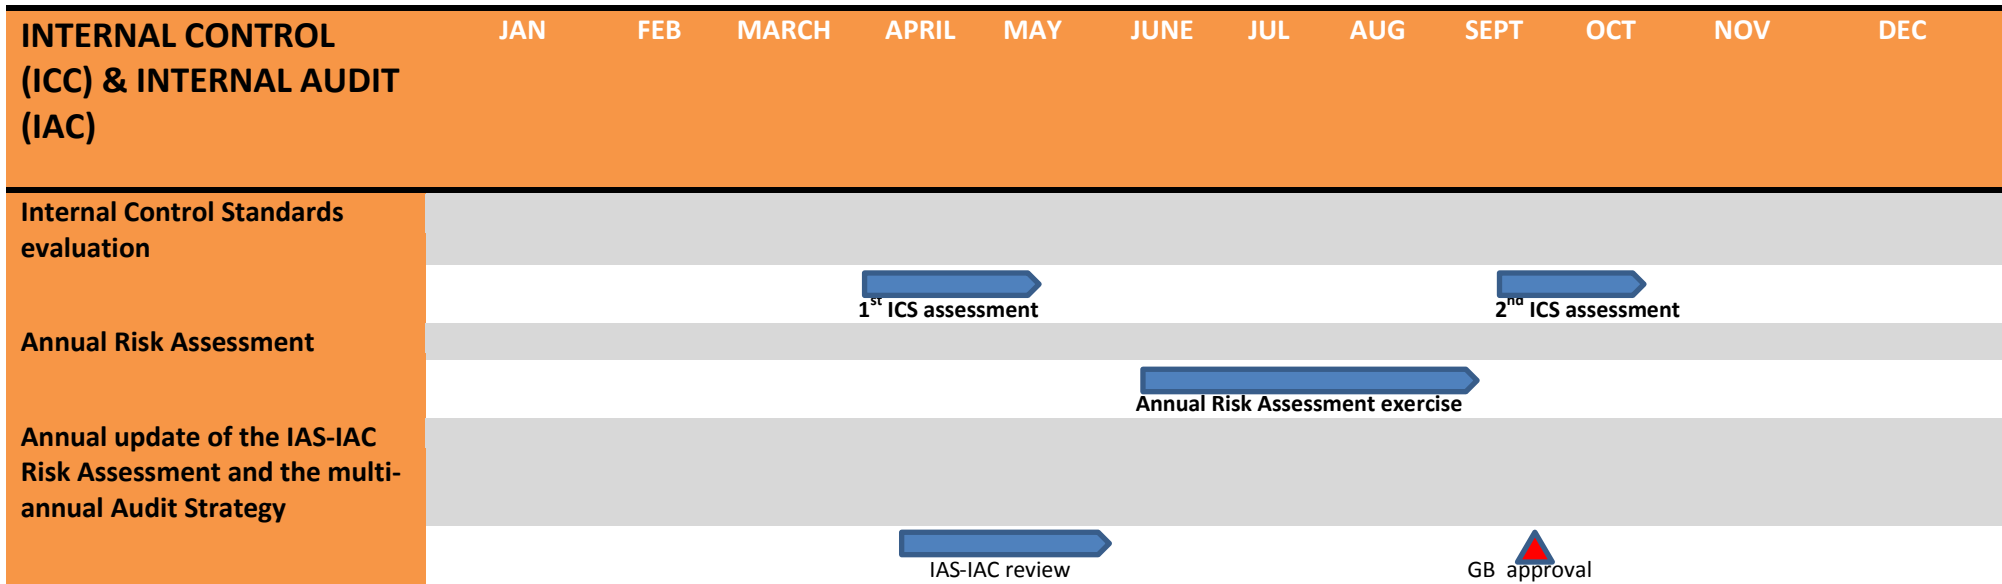 INTERNAL CONTROL
(ICC) & INTERNAL AUDIT
(IAC)
JAN FEB MARCH APRIL MAY JUNE JUL AUG SEPT OCT NOV DEC
Internal Control Standards
evaluation
1st ICS assessment 2nd ICS assessment
Annual Risk Assessment
Annual Risk Assessment exercise
Annual update of the IAS-IAC
Risk Assessment and the multi-
annual Audit Strategy
IAS-IAC review GB approval